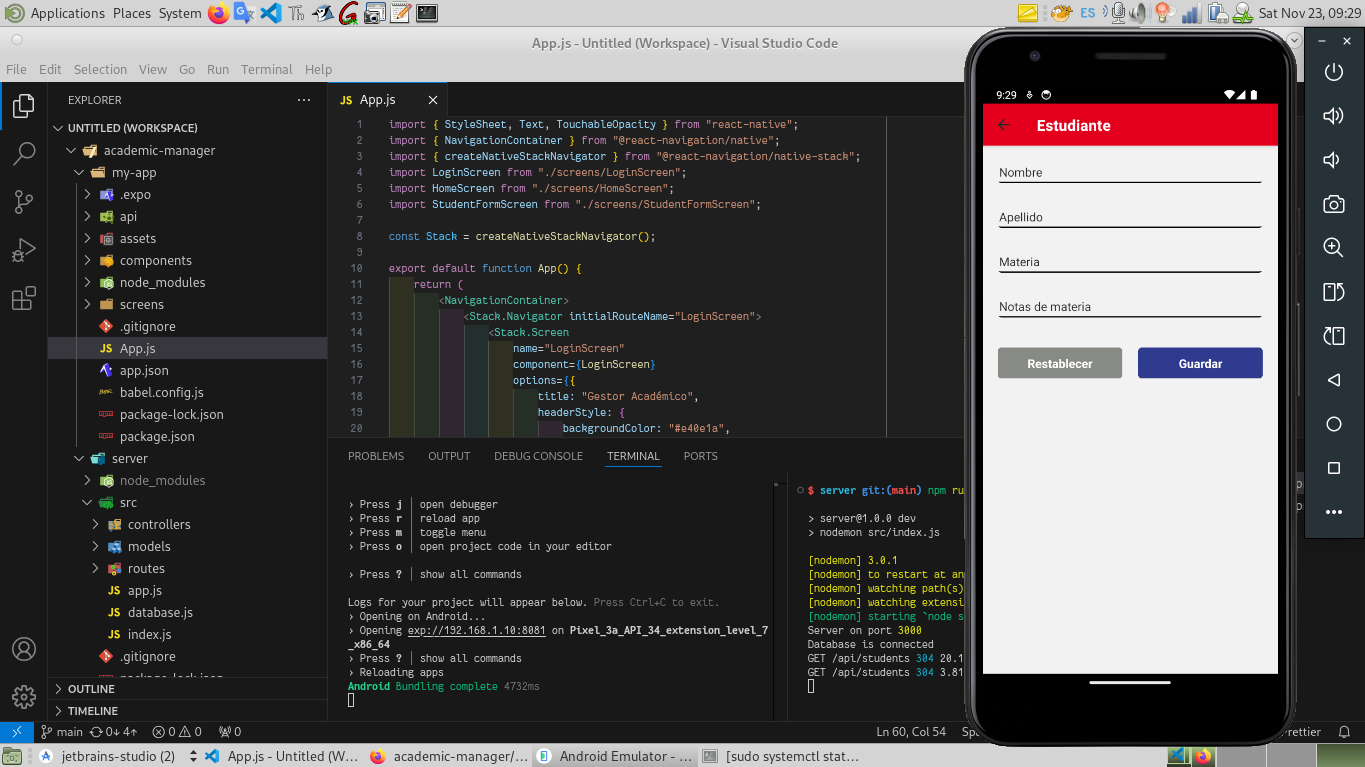 Applications Places System
ES
Sat Nov 23, 09:29
App.js - Untitled (Workspace) - Visual Studio Code
File Edit Selection View Go Run Terminal Help
EXPLORER
UNTITLED (WORKSPACE)
academic-manager
my-app
.expo
api
assets
components
node_modules
screens
.gitignore
JS App.js
app.json
babel.config.js
package-lock.json
package.json
server
node_modules
src
controllers
models
routes
JS app.js
JS database.js
JS index.js
.gitignore
package-lock.json
OUTLINE
TIMELINE
JS App.js
1 import { StyleSheet, Text, TouchableOpacity } from "react-native";
2 import { NavigationContainer } from "@react-navigation/native";
3 import { createNativeStackNavigator } from "@react-navigation/native-stack";
4 import LoginScreen from "./screens/LoginScreen";
5 import HomeScreen from "./screens/HomeScreen";
6 import StudentFormScreen from "./screens/StudentFormScreen";
7
8 const Stack = createNativeStackNavigator();
9
10 export default function App() {
11 return (
12 <NavigationContainer>
13 <Stack.Navigator initialRouteName="LoginScreen">
14 <Stack.Screen
15 name="LoginScreen"
16 component={LoginScreen}
17 options={{
18 title: "Gestor Académico",
19 headerStyle: {
20 backgroundColor: "#e40e1a",
PROBLEMS OUTPUT DEBUG CONSOLE TERMINAL PORTS
› Press j │ open debugger
› Press r │ reload app
› Press m │ toggle menu
› Press o │ open project code in your editor
› Press ? │ show all commands
Logs for your project will appear below. Press Ctrl+C to exit.
› Opening on Android...
› Opening exp://192.168.1.10:8081 on Pixel_3a_API_34_extension_level_7
_x86_64
› Press ? │ show all commands
› Reloading apps
Android Bundling complete 4732ms
$ server git:(main) npm ru
> server@1.0.0 dev
> nodemon src/index.js
[nodemon] 3.0.1
[nodemon] to restart at an
[nodemon] watching path(s)
[nodemon] watching extensi
[nodemon] starting `node s
Server on port 3000
Database is connected
GET /api/students 304 20.1
GET /api/students 304 3.81
9:29
Estudiante
Nombre
Apellido
Materia
Notas de materia
Restablecer
Guardar
main 0↓ 4↑ 0 0 0
Ln 60, Col 54
Prettier
jetbrains-studio (2)
App.js - Untitled (W...
academic-manager/...
Android Emulator - ...
[sudo systemctl stat...